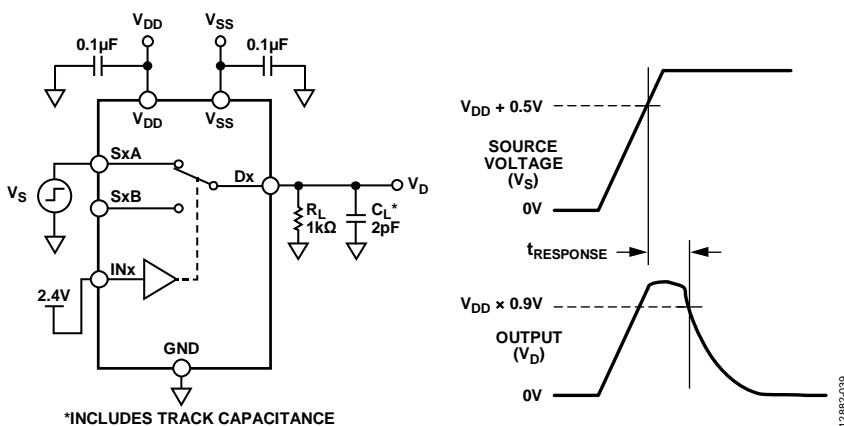 VDD VSS
0.1µF 0.1µF
VDD VSS
SxA
Dx
VD
VS
SxB
RL
1kΩ
CL*
2pF
INx
2.4V
GND
*INCLUDES TRACK CAPACITANCE
VDD + 0.5V
SOURCE
VOLTAGE
(VS)
0V
tRESPONSE
VDD × 0.9V
OUTPUT
(VD)
0V
12882-039